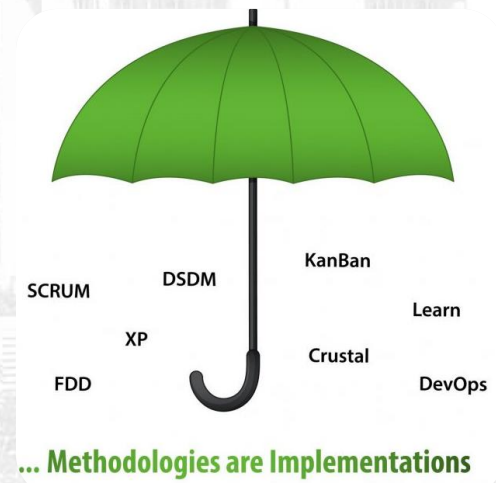 KanBan
DSDM
SCRUM
Learn
XP
Crustal
FDD
DevOps
... Methodologies are Implementations